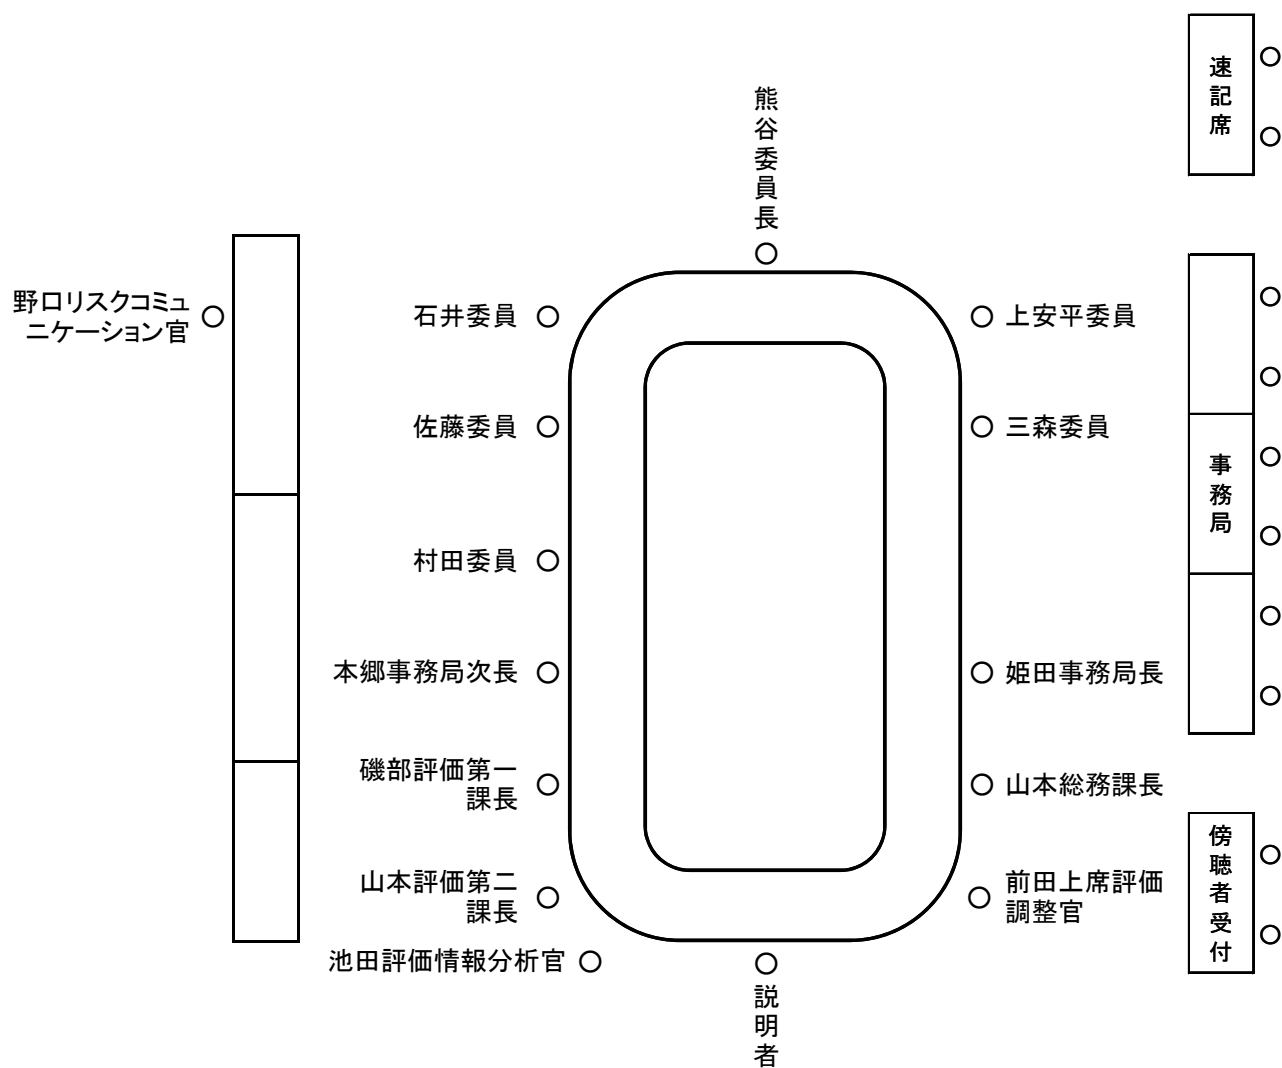 速記席
熊谷委員長
野口リスクコミュ
ニケーション官
石井委員
上安平委員
佐藤委員
三森委員
事務局
村田委員
本郷事務局次長
姫田事務局長
磯部評価第一
課長
山本総務課長
山本評価第二
課長
前田上席評価
調整官
傍聴者受付
池田評価情報分析官
説明者